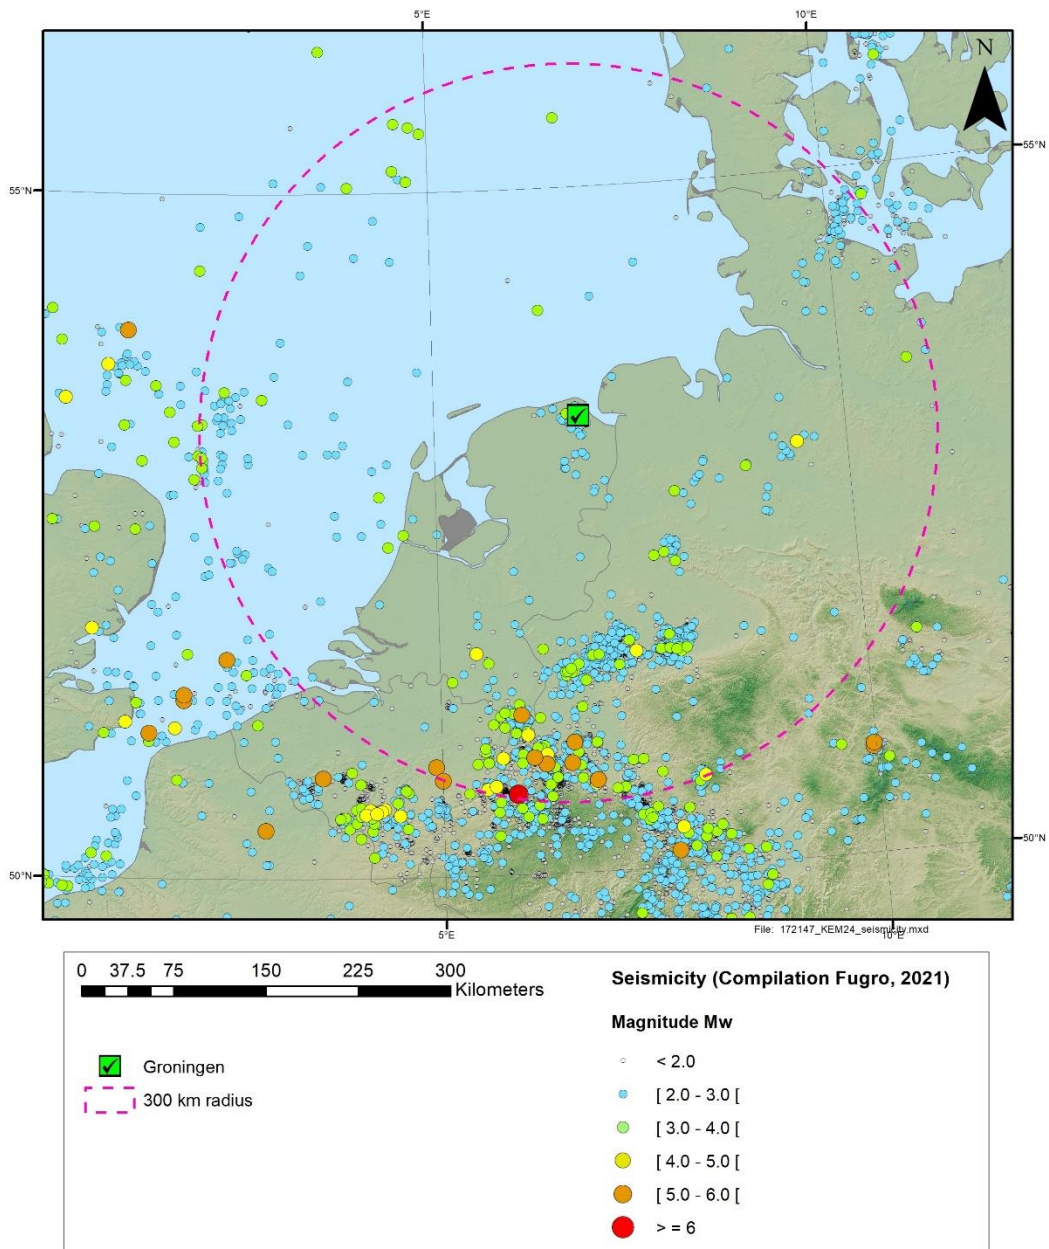 5°E
10°E
N
55°N
55°N
50°N
50°N
5°E
10°E
File: 172147_KEM24_seismicity.mxd
0 37.5 75 150 225 300
Kilometers
Seismicity (Compilation Fugro, 2021)
Magnitude Mw
Groningen
300 km radius
< 2.0
[ 2.0 - 3.0 [
[ 3.0 - 4.0 [
[ 4.0 - 5.0 [
[ 5.0 - 6.0 [
> = 6